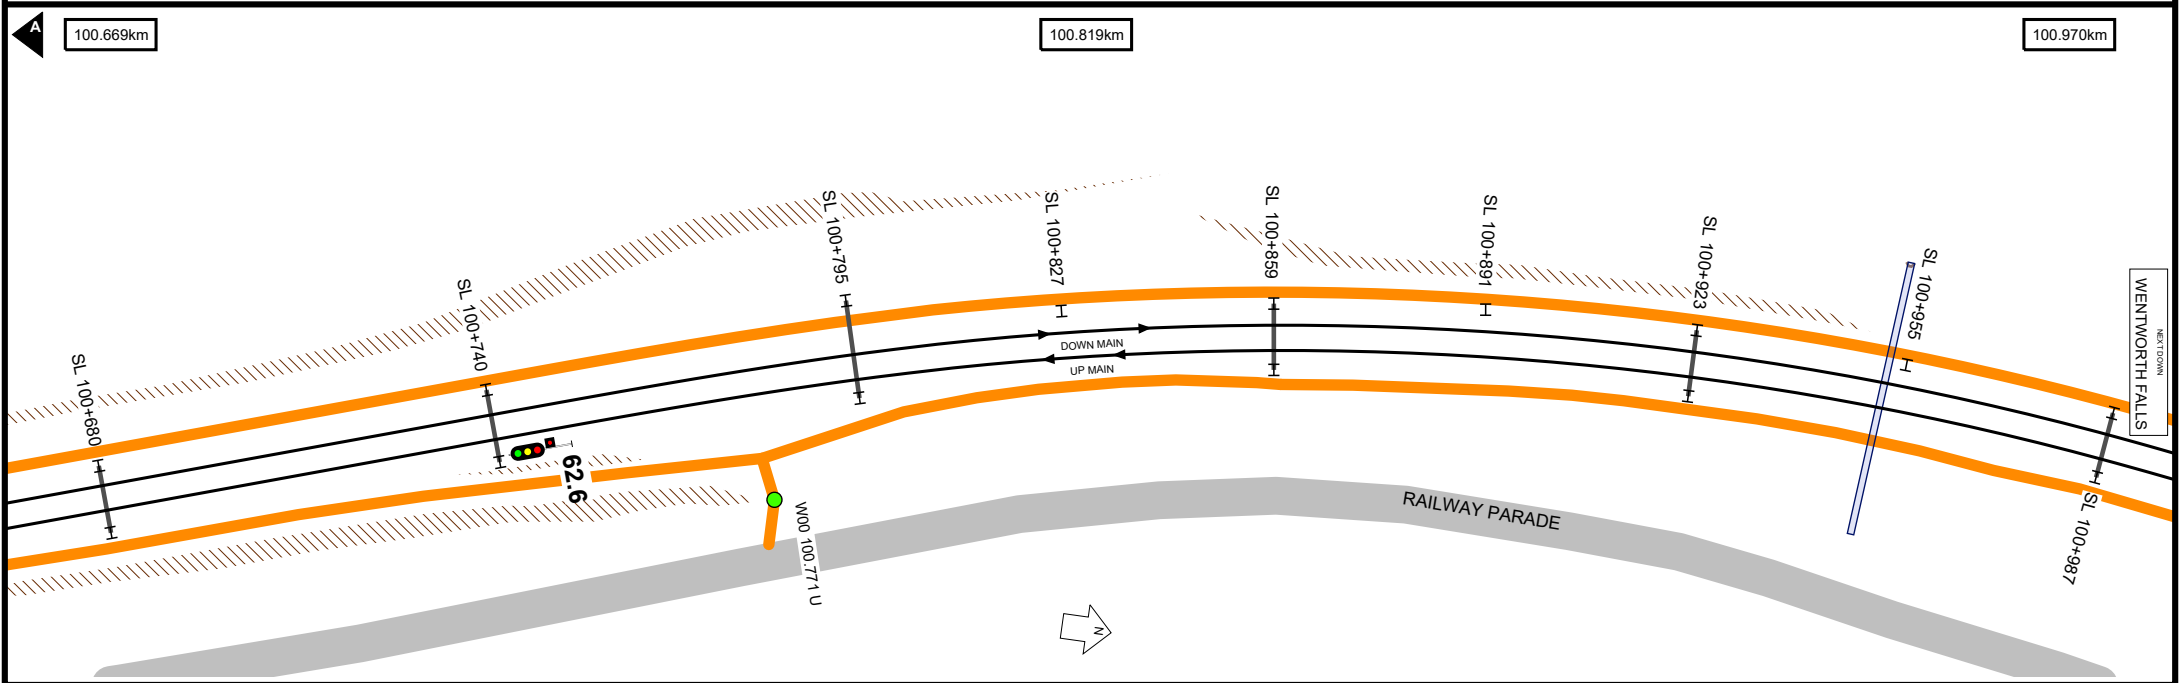 A
100.669km
100.819km
100.970km
SL 100+680
SL 100+740
SL 100+795
SL 100+827
SL 100+859
SL 100+891
SL 100+923
SL 100+955
SL 100+987
NEXT DOWN
WENTWORTH FALLS
DOWN MAIN
UP MAIN
62.6
W00 100.771 U
RAILWAY PARADE
N